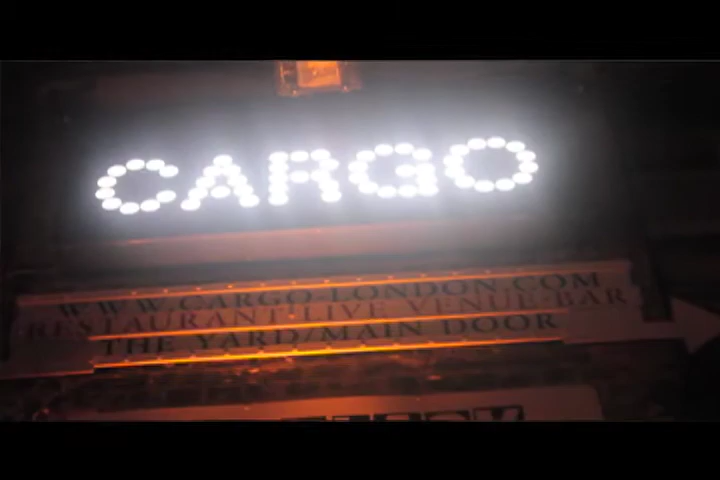 CARGO
WWW.CARGO-LONDON.COM
RESTAURANT LIVE VENUE·BAR
THE YARD/MAIN DOOR